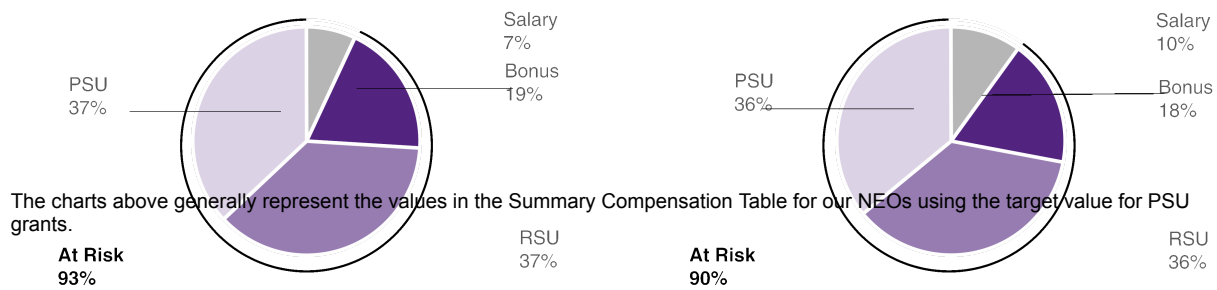 Salary
7%
Bonus
19%
PSU
37%
RSU
37%
At Risk
93%
Salary
10%
Bonus
18%
PSU
36%
RSU
36%
At Risk
90%
The charts above generally represent the values in the Summary Compensation Table for our NEOs using the target value for PSU
grants.